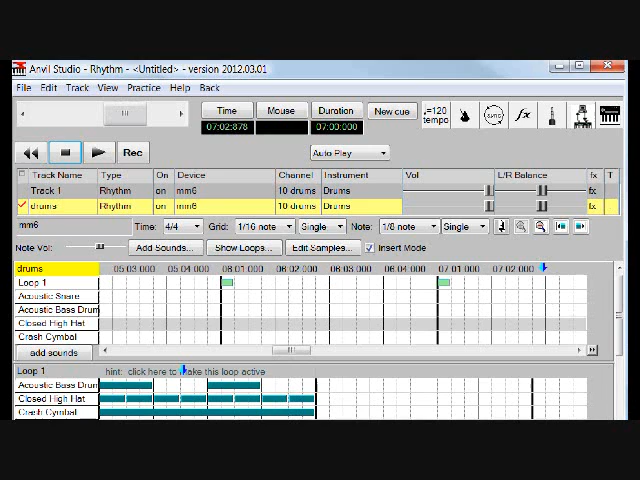 Anvil Studio - Rhythm - <Untitled> - version 2012.03.01
File Edit Track View Practice Help Back
Time Mouse Duration New cue =120 tempo sync fx
07:02:878 07:00:000
Rec Auto Play
Track Name Type On Device Channel Instrument Vol L/R Balance fx T
Track 1 Rhythm on mm6 10 drums Drums fx
drums Rhythm on mm6 10 drums Drums fx
mm6 Time: 4/4 Grid: 1/16 note Single Note: 1/8 note Single
Note Vol: Add Sounds... Show Loops... Edit Samples... Insert Mode
drums 05:03:000 05:04:000 06:01:000 06:02:000 06:03:000 06:04:000 07:01:000 07:02:000
Loop 1
Acoustic Snare
Acoustic Bass Drum
Closed High Hat
Crash Cymbal
add sounds
Loop 1 hint: click here to make this loop active
Acoustic Bass Drun
Closed High Hat
Crash Cymbal